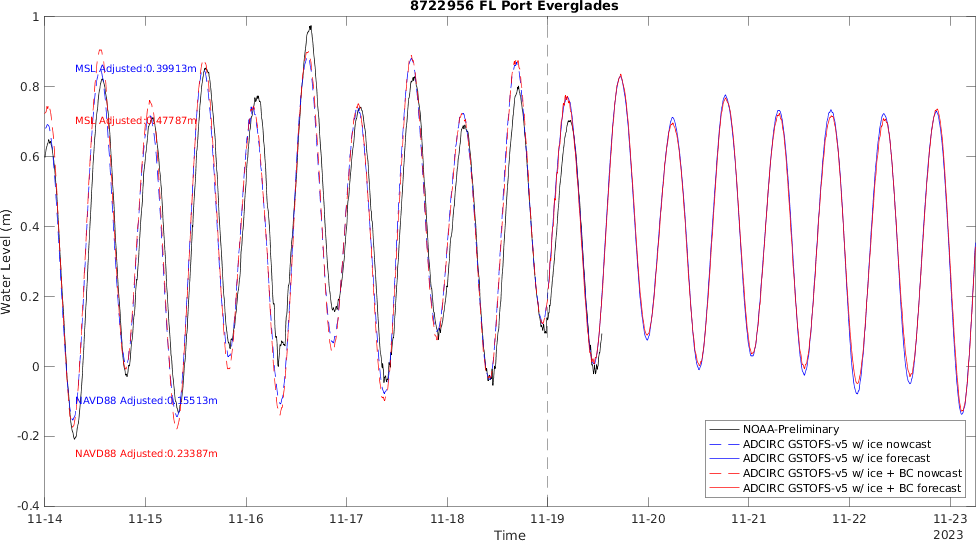 8722956 FL Port Everglades
1
0.8
0.6
0.4
0.2
0
-0.2
-0.4
Water Level (m)
MSL Adjusted:0.39913m
MSL Adjusted:0.47787m
NAVD88 Adjusted:0.15513m
NAVD88 Adjusted:0.23387m
NOAA-Preliminary
ADCIRC GSTOFS-v5 w/ ice nowcast
ADCIRC GSTOFS-v5 w/ ice forecast
ADCIRC GSTOFS-v5 w/ ice + BC nowcast
ADCIRC GSTOFS-v5 w/ ice + BC forecast
11-14 11-15 11-16 11-17 11-18 11-19 11-20 11-21 11-22 11-23
Time
2023